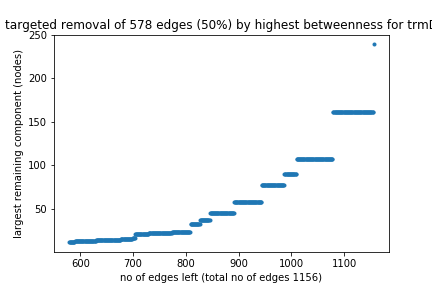 targeted removal of 578 edges (50%) by highest betweenness for
250
200
150
100
50
largest remaining component (nodes)
600 700 800 900 1000 1100
no of edges left (total no of edges 1156)